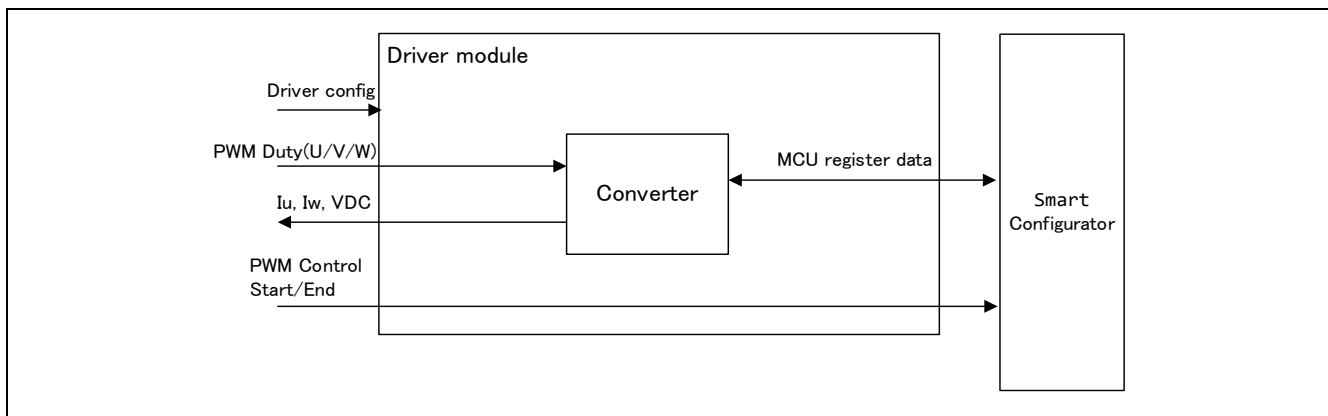 Driver module
Driver config
PWM Duty(U/V/W)
MCU register data
Converter
Smart
Configurator
Iu, Iw, VDC
PWM Control
Start/End